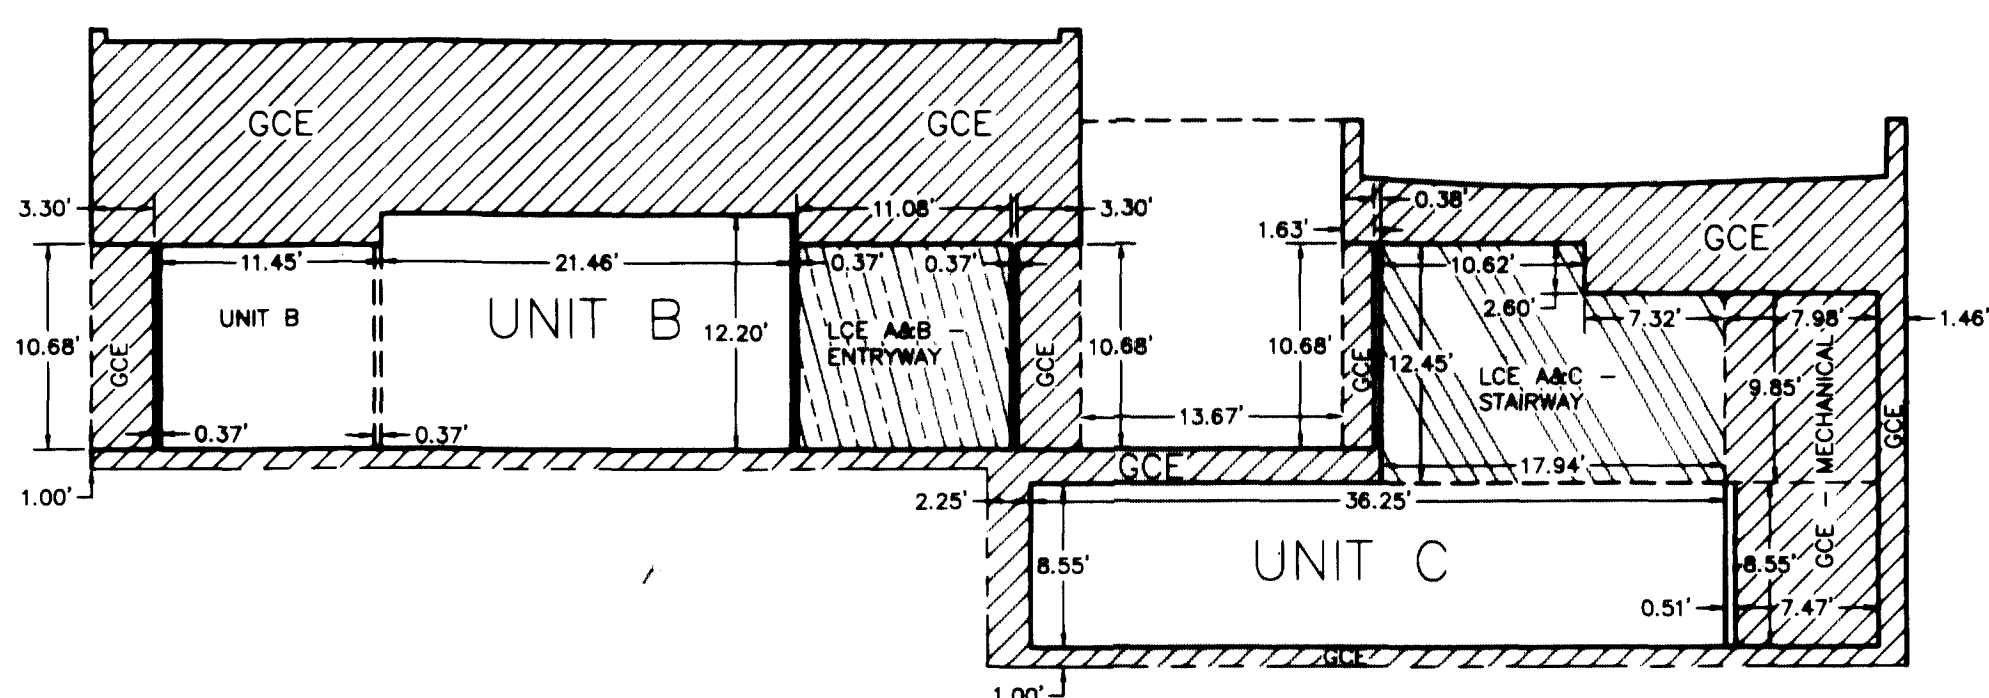 GCE
GCE
3.30'
11.08'
3.30'
0.38'
1.63'
GCE
11.45'
21.46'
0.37'
0.37'
10.62'
UNIT B
UNIT B
12.20'
2.60'
7.32'
7.98'
1.46'
10.68'
GCE
LCE A&B -
ENTRYWAY
GCE
10.68'
10.68'
GCE
12.45'
LCE A&C -
STAIRWAY
9.85'
GCE - MECHANICAL
GCE
13.67'
0.37'
0.37'
GCE
17.94'
1.00'
2.25'
36.25'
8.55'
UNIT C
8.55'
0.51'
7.47'
GCE
1.00'